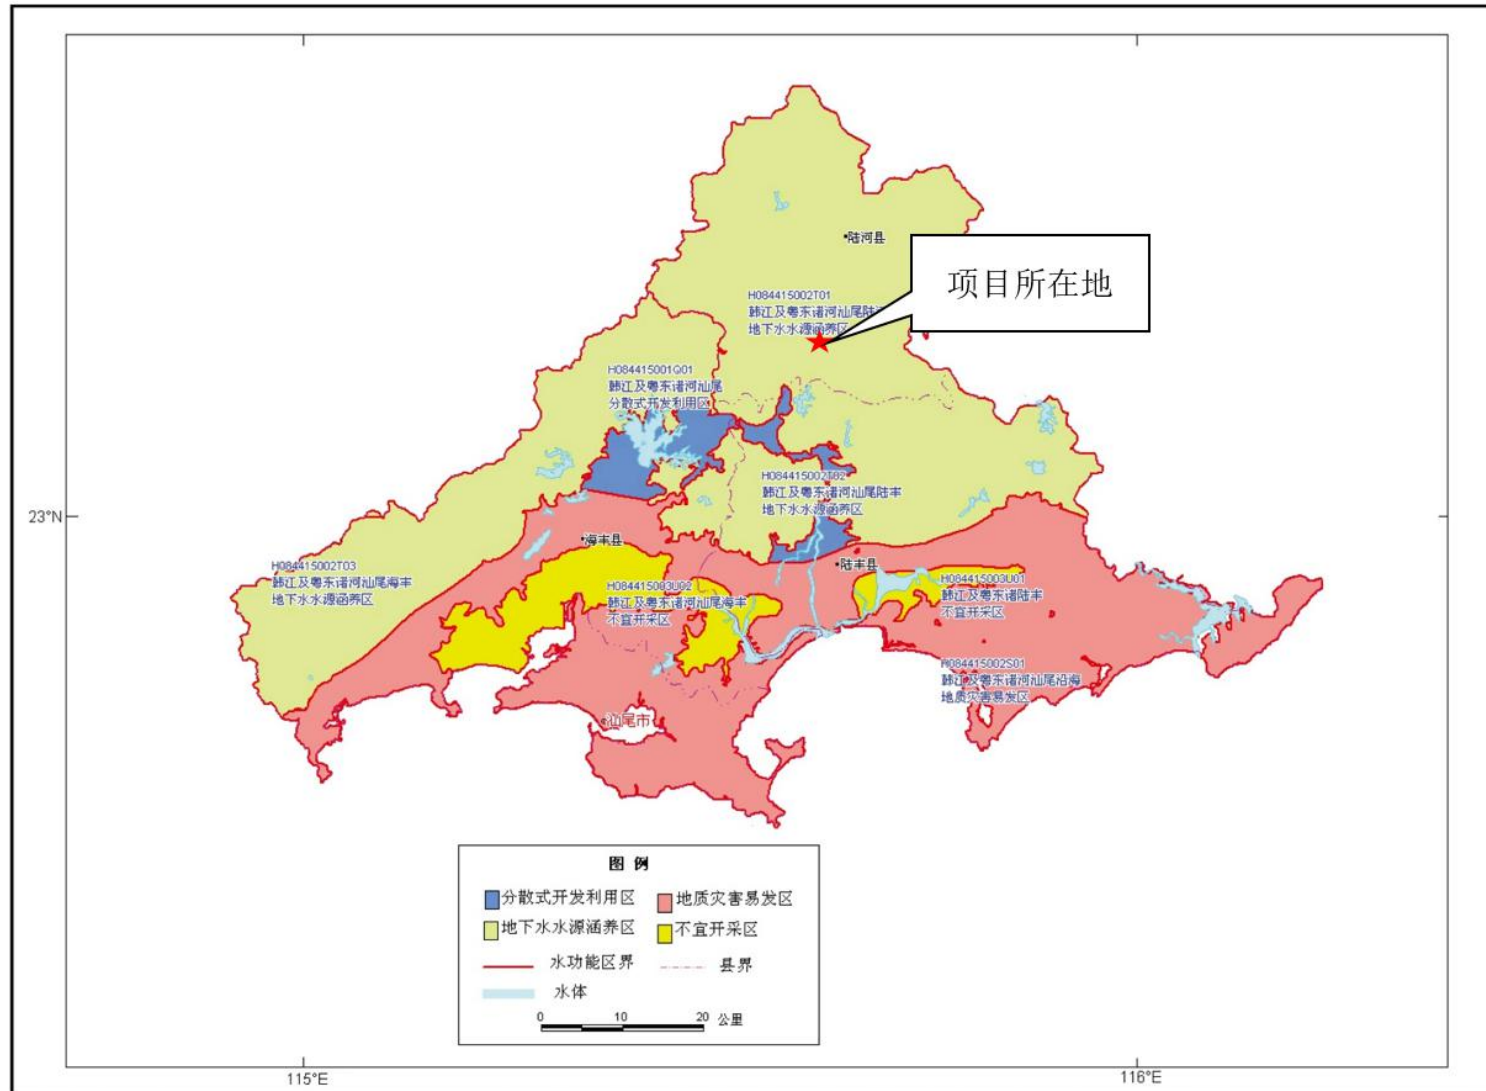 陆河县
项目所在地
H084415002T01
韩江及粤东诸河汕尾陆
地下水水源涵养区
H084415001Q01
韩江及粤东诸河汕尾
分散式开发利用区
H084415002T02
韩江及粤东诸河汕尾陆丰
地下水水源涵养区
23°N
海丰县
陆丰县
H084415002T03
韩江及粤东诸河汕尾海丰
地下水水源涵养区
H084415003U02
韩江及粤东诸河汕尾海丰
不宜开采区
H084415003U01
韩江及粤东诸陆丰
不宜开采区
H084415002S01
韩江及粤东诸河汕尾沿海
地质灾害易发区
汕尾市
图 例
分散式开发利用区
地质灾害易发区
地下水水源涵养区
不宜开采区
水功能区界
县界
水体
0 10 20 公里
115°E
116°E